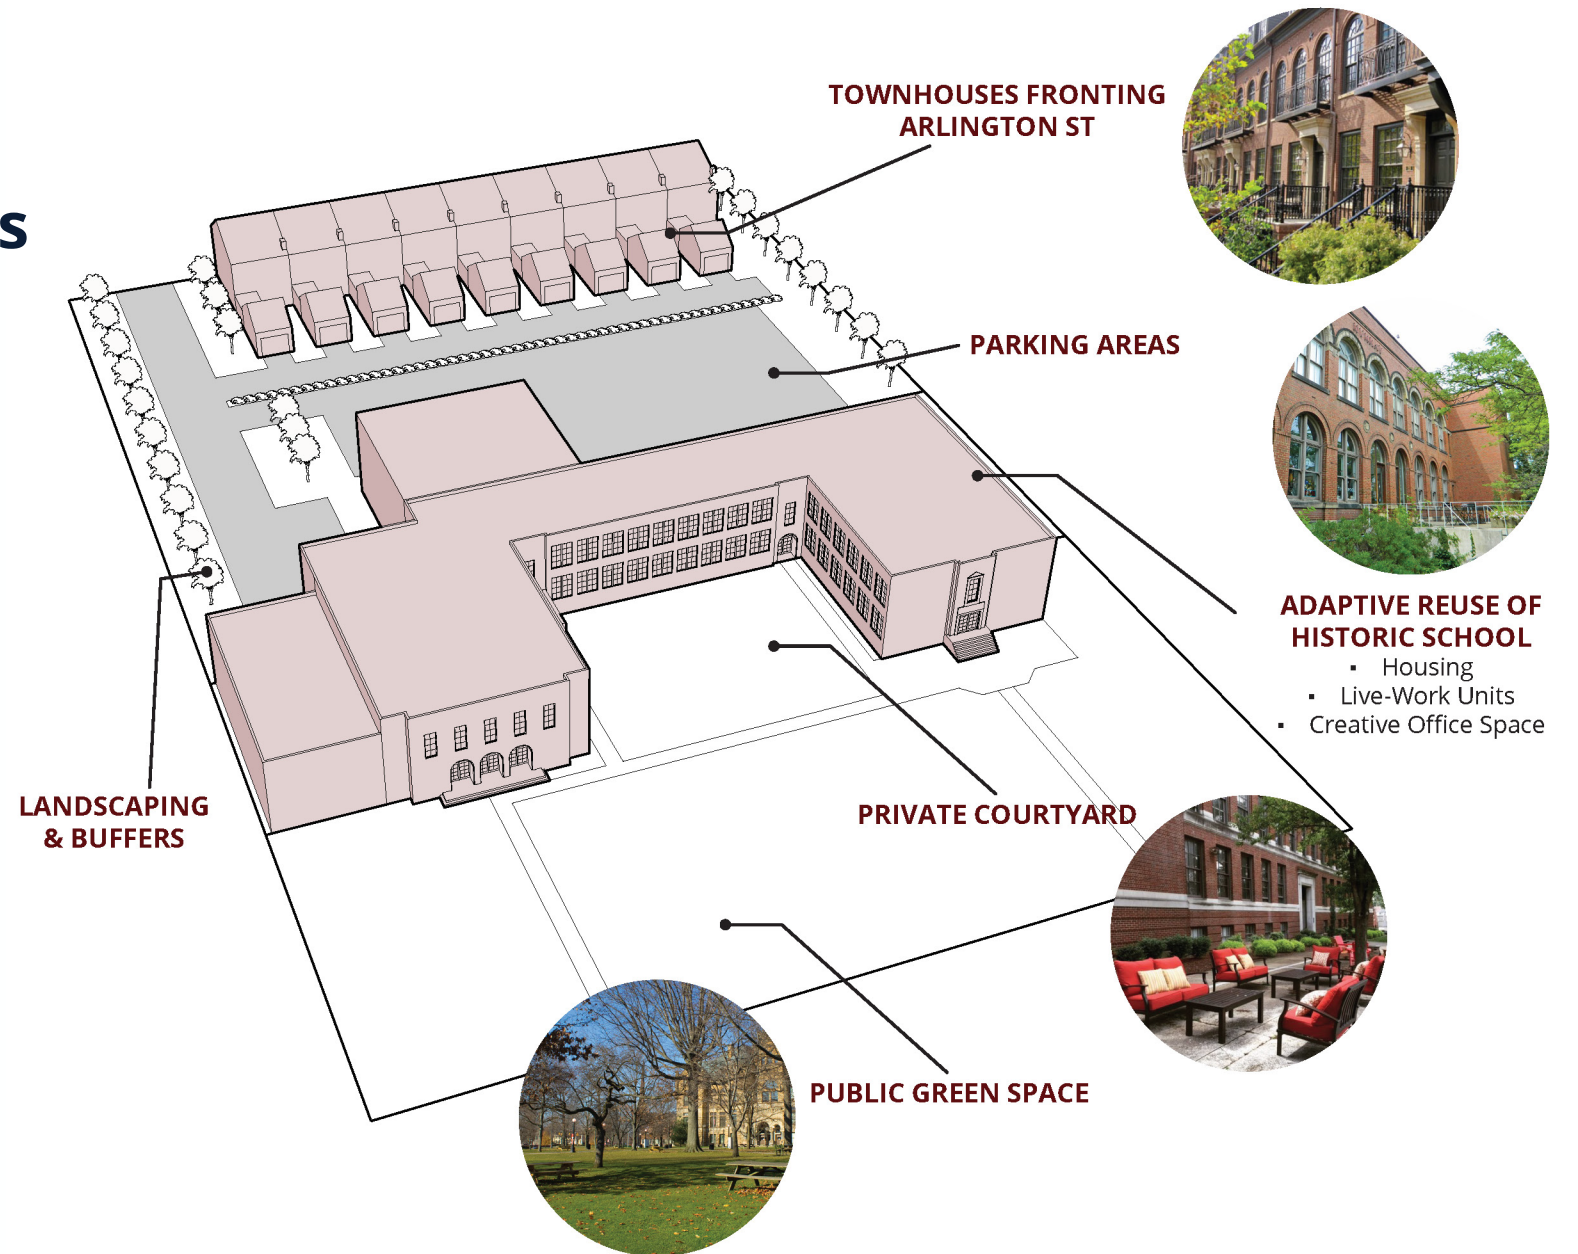 s
TOWNHOUSES FRONTING
ARLINGTON ST
PARKING AREAS
ADAPTIVE REUSE OF
HISTORIC SCHOOL
▪ Housing
▪ Live-Work Units
▪ Creative Office Space
LANDSCAPING
& BUFFERS
PRIVATE COURTYARD
PUBLIC GREEN SPACE